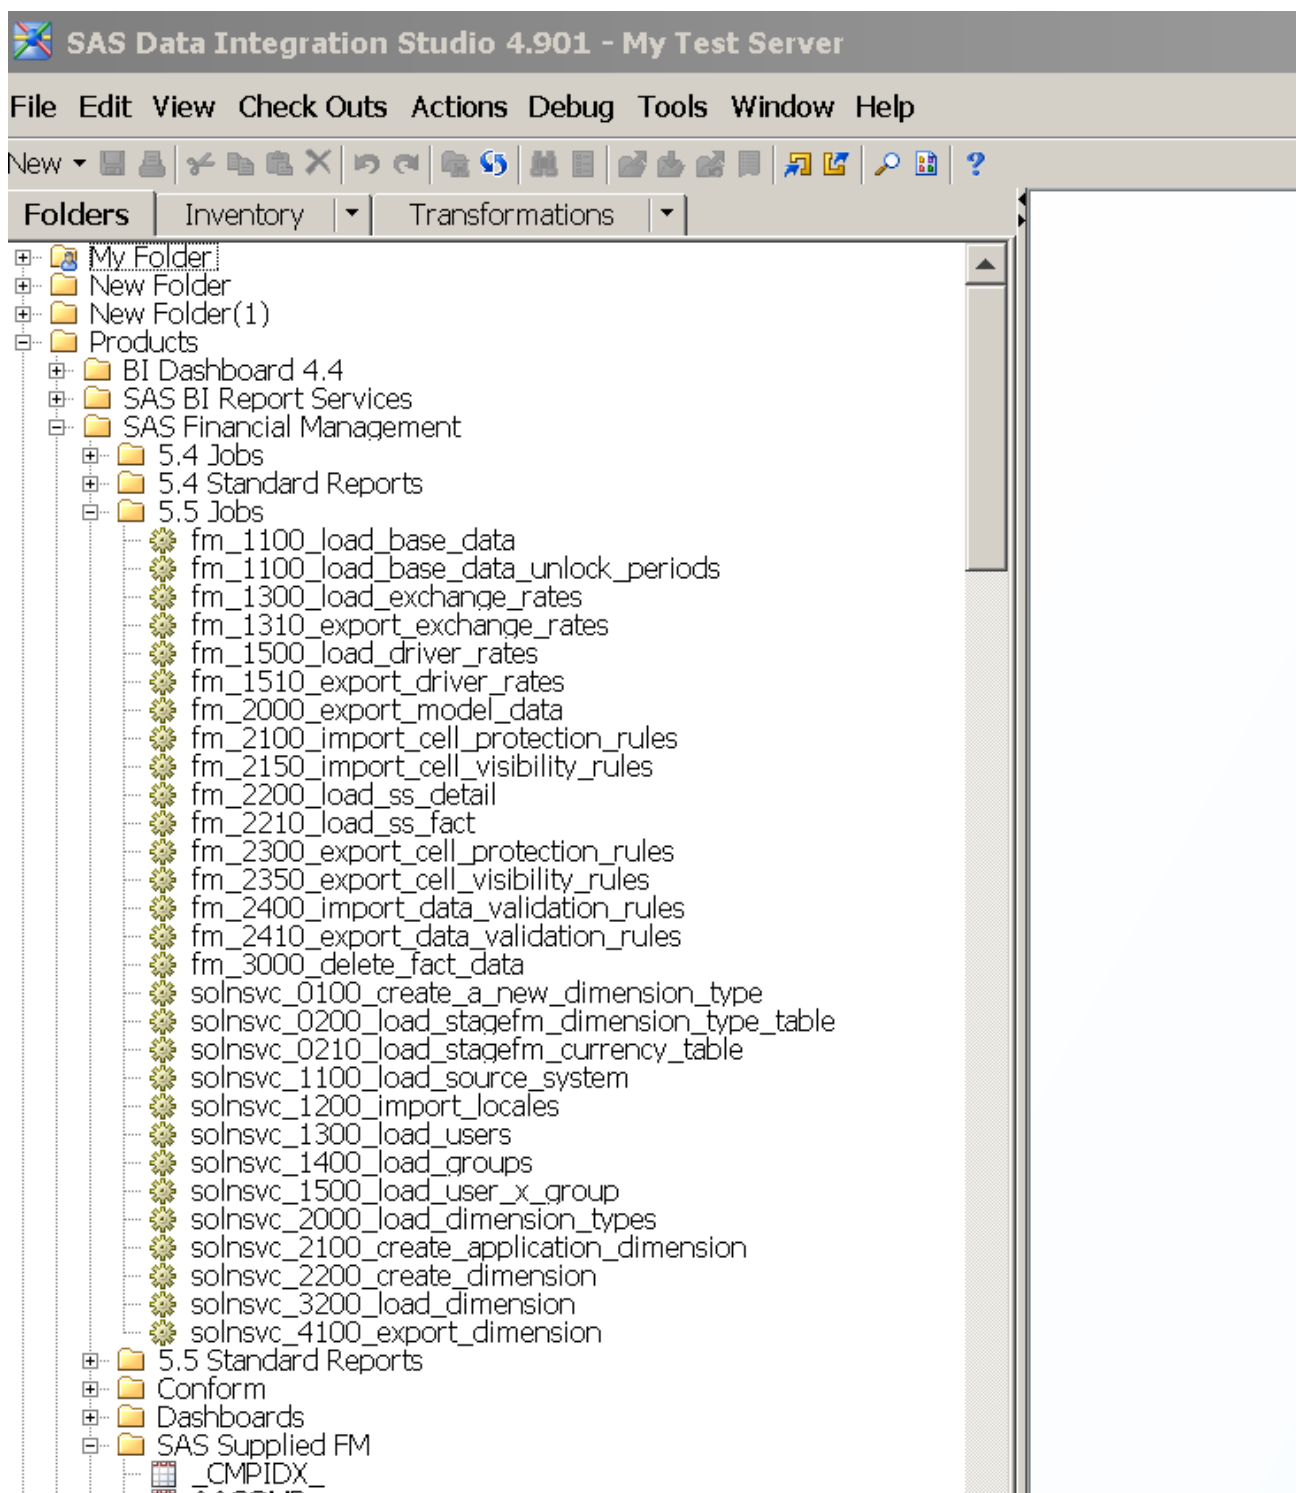 SAS Data Integration Studio 4.901 - My Test Server
File Edit View Check Outs Actions Debug Tools Window Help
New
Folders Inventory Transformations
My Folder
New Folder
New Folder(1)
Products
BI Dashboard 4.4
SAS BI Report Services
SAS Financial Management
5.4 Jobs
5.4 Standard Reports
5.5 Jobs
fm_1100_load_base_data
fm_1100_load_base_data_unlock_periods
fm_1300_load_exchange_rates
fm_1310_export_exchange_rates
fm_1500_load_driver_rates
fm_1510_export_driver_rates
fm_2000_export_model_data
fm_2100_import_cell_protection_rules
fm_2150_import_cell_visibility_rules
fm_2200_load_ss_detail
fm_2210_load_ss_fact
fm_2300_export_cell_protection_rules
fm_2350_export_cell_visibility_rules
fm_2400_import_data_validation_rules
fm_2410_export_data_validation_rules
fm_3000_delete_fact_data
solnsvc_0100_create_a_new_dimension_type
solnsvc_0200_load_stagefm_dimension_type_table
solnsvc_0210_load_stagefm_currency_table
solnsvc_1100_load_source_system
solnsvc_1200_import_locales
solnsvc_1300_load_users
solnsvc_1400_load_groups
solnsvc_1500_load_user_x_group
solnsvc_2000_load_dimension_types
solnsvc_2100_create_application_dimension
solnsvc_2200_create_dimension
solnsvc_3200_load_dimension
solnsvc_4100_export_dimension
5.5 Standard Reports
Conform
Dashboards
SAS Supplied FM
_CMPIDX_